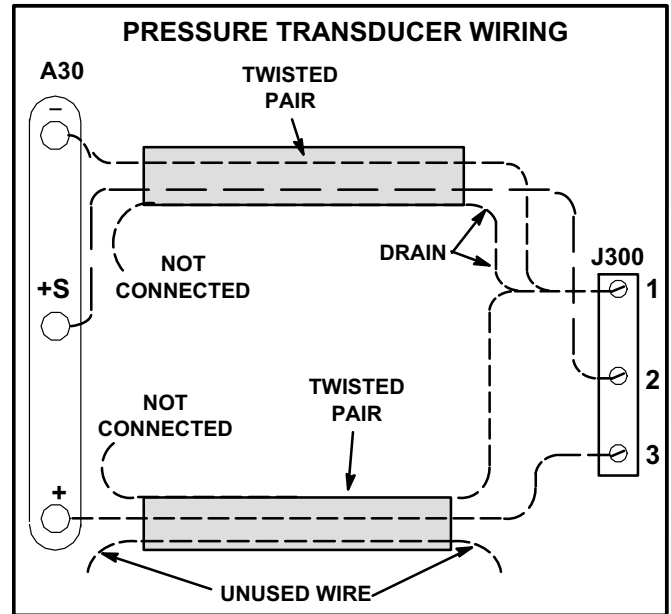 PRESSURE TRANSDUCER WIRING
A30
TWISTED
PAIR
–
DRAIN
J300
NOT
CONNECTED
1
+S
2
NOT
CONNECTED
TWISTED
PAIR
3
+
UNUSED WIRE